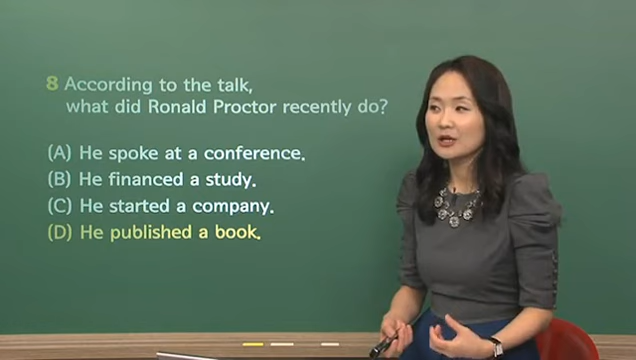 8 According to the talk,
what did Ronald Proctor recently do?
(A) He spoke at a conference.
(B) He financed a study.
(C) He started a company.
(D) He published a book.